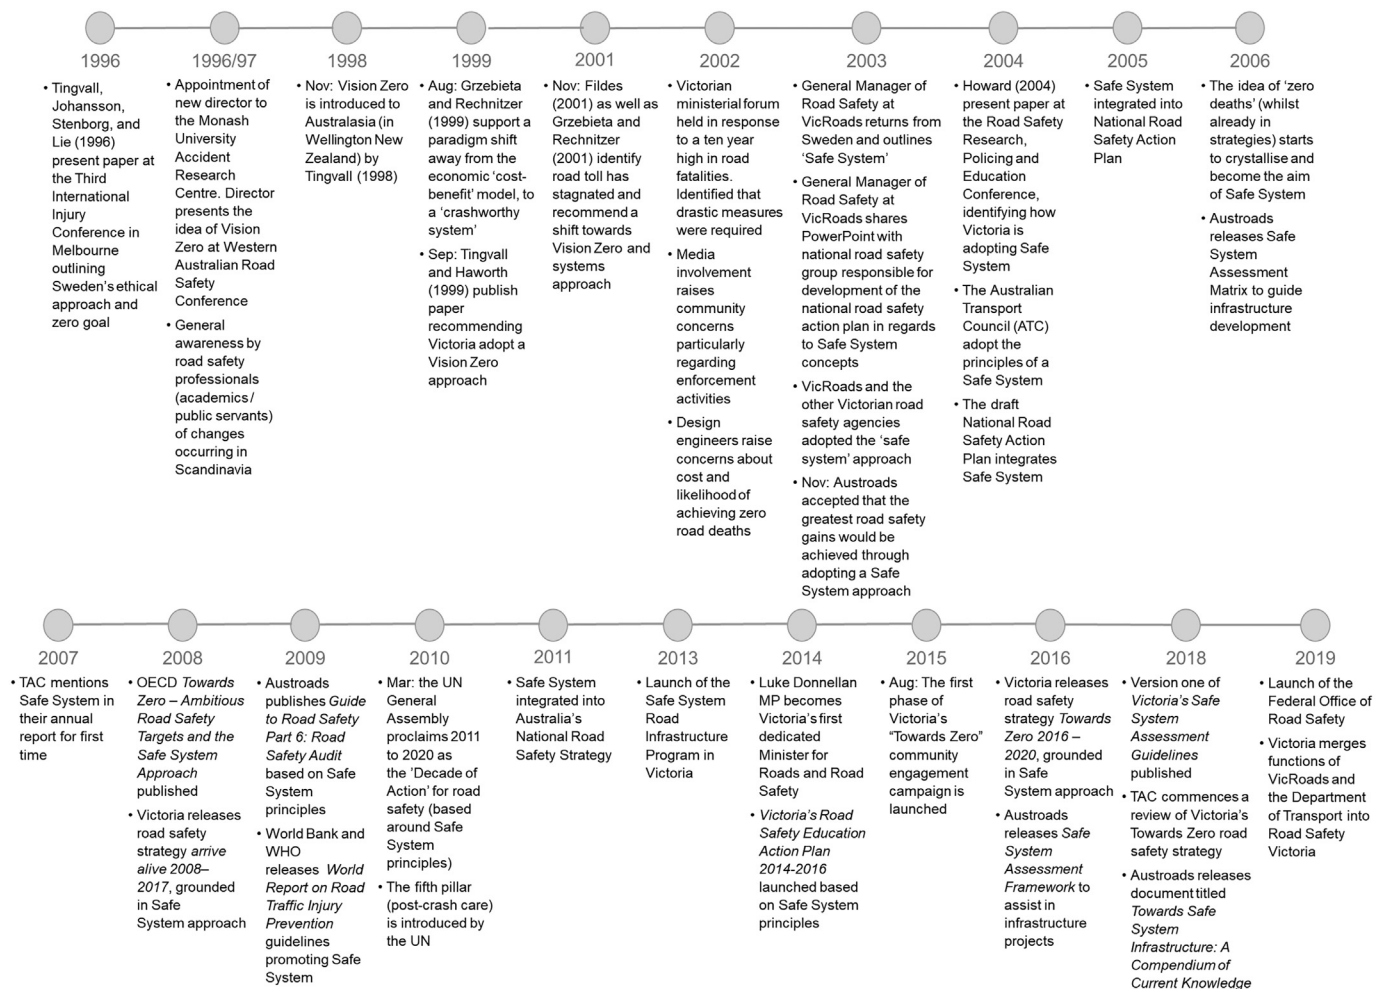 1996
• Tingvall,
Johansson,
Stenborg, and
Lie (1996)
present paper at
the Third
International
Injury
Conference in
Melbourne
outlining
Sweden's ethical
approach and
zero goal
1996/97
• Appointment of
new director to
the Monash
University
Accident
Research
Centre. Director
presents the
idea of Vision
Zero at Western
Australian Road
Safety
Conference
• General
awareness by
road safety
professionals
(academics /
public servants)
of changes
occurring in
Scandinavia
1998
• Nov: Vision Zero
is introduced to
Australasia (in
Wellington New
Zealand) by
Tingvall (1998)
1999
• Aug: Grzebieta
and Rechnitzer
(1999) support a
paradigm shift
away from the
economic 'cost-
benefit' model, to
a 'crashworthy
system'
• Sep: Tingvall
and Haworth
(1999) publish
paper
recommending
Victoria adopt a
Vision Zero
approach
2001
• Nov: Fildes
(2001) as well as
Grzebieta and
Rechnitzer
(2001) identify
road toll has
stagnated and
recommend a
shift towards
Vision Zero and
systems
approach
2002
• Victorian
ministerial forum
held in response
to a ten year
high in road
fatalities.
Identified that
drastic measures
were required
• Media
involvement
raises
community
concerns
particularly
regarding
enforcement
activities
• Design
engineers raise
concerns about
cost and
likelihood of
achieving zero
road deaths
2003
• General Manager of
Road Safety at
VicRoads returns from
Sweden and outlines
'Safe System'
• General Manager of
Road Safety at
VicRoads shares
PowerPoint with
national road safety
group responsible for
development of the
national road safety
action plan in regards
to Safe System
concepts
• VicRoads and the
other Victorian road
safety agencies
adopted the 'safe
system' approach
• Nov: Austroads
accepted that the
greatest road safety
gains would be
achieved through
adopting a Safe
System approach
2004
• Howard (2004)
present paper at
the Road Safety
Research,
Policing and
Education
Conference,
identifying how
Victoria is
adopting Safe
System
• The Australian
Transport
Council (ATC)
adopt the
principles of a
Safe System
• The draft
National Road
Safety Action
Plan integrates
Safe System
2005
• Safe System
integrated into
National Road
Safety Action
Plan
2006
• The idea of 'zero
deaths' (whilst
already in
strategies) starts
to crystallise and
become the aim
of Safe System
• Austroads
releases Safe
System
Assessment
Matrix to guide
infrastructure
development
2007
• TAC mentions
Safe System in
their annual
report for first
time
2008
• OECD Towards
Zero – Ambitious
Road Safety
Targets and the
Safe System
Approach
published
• Victoria releases
road safety
strategy arrive
alive 2008–
2017, grounded
in Safe
System approach
2009
• Austroads
publishes Guide
to Road Safety
Part 6: Road
Safety Audit
based on Safe
System
principles
• World Bank and
WHO
releases World
Report on Road
Traffic Injury
Prevention
guidelines
promoting Safe
System
2010
• Mar: the UN
General
Assembly
proclaims 2011
to 2020 as
the 'Decade of
Action' for road
safety (based
around Safe
System
principles)
• The fifth pillar
(post-crash care)
is introduced by
the UN
2011
• Safe System
integrated into
Australia's
National Road
Safety Strategy
2013
• Launch of the
Safe System
Road
Infrastructure
Program in
Victoria
2014
• Luke Donnellan
MP becomes
Victoria's first
dedicated
Minister for
Roads and Road
Safety
• Victoria's Road
Safety Education
Action Plan
2014-2016
launched based
on Safe System
principles
2015
• Aug: The first
phase of
Victoria's
"Towards Zero"
community
engagement
campaign is
launched
2016
• Victoria releases
road safety
strategy Towards
Zero 2016 –
2020, grounded
in Safe
System approach
• Austroads
releases Safe
System
Assessment
Framework to
assist in
infrastructure
projects
2018
• Version one of
Victoria's Safe
System
Assessment
Guidelines
published
• TAC commences a
review of Victoria's
Towards Zero road
safety strategy
• Austroads releases
document titled
Towards Safe
System
Infrastructure: A
Compendium of
Current Knowledge
2019
• Launch of the
Federal Office of
Road Safety
• Victoria merges
functions of
VicRoads and
the Department
of Transport into
Road Safety
Victoria